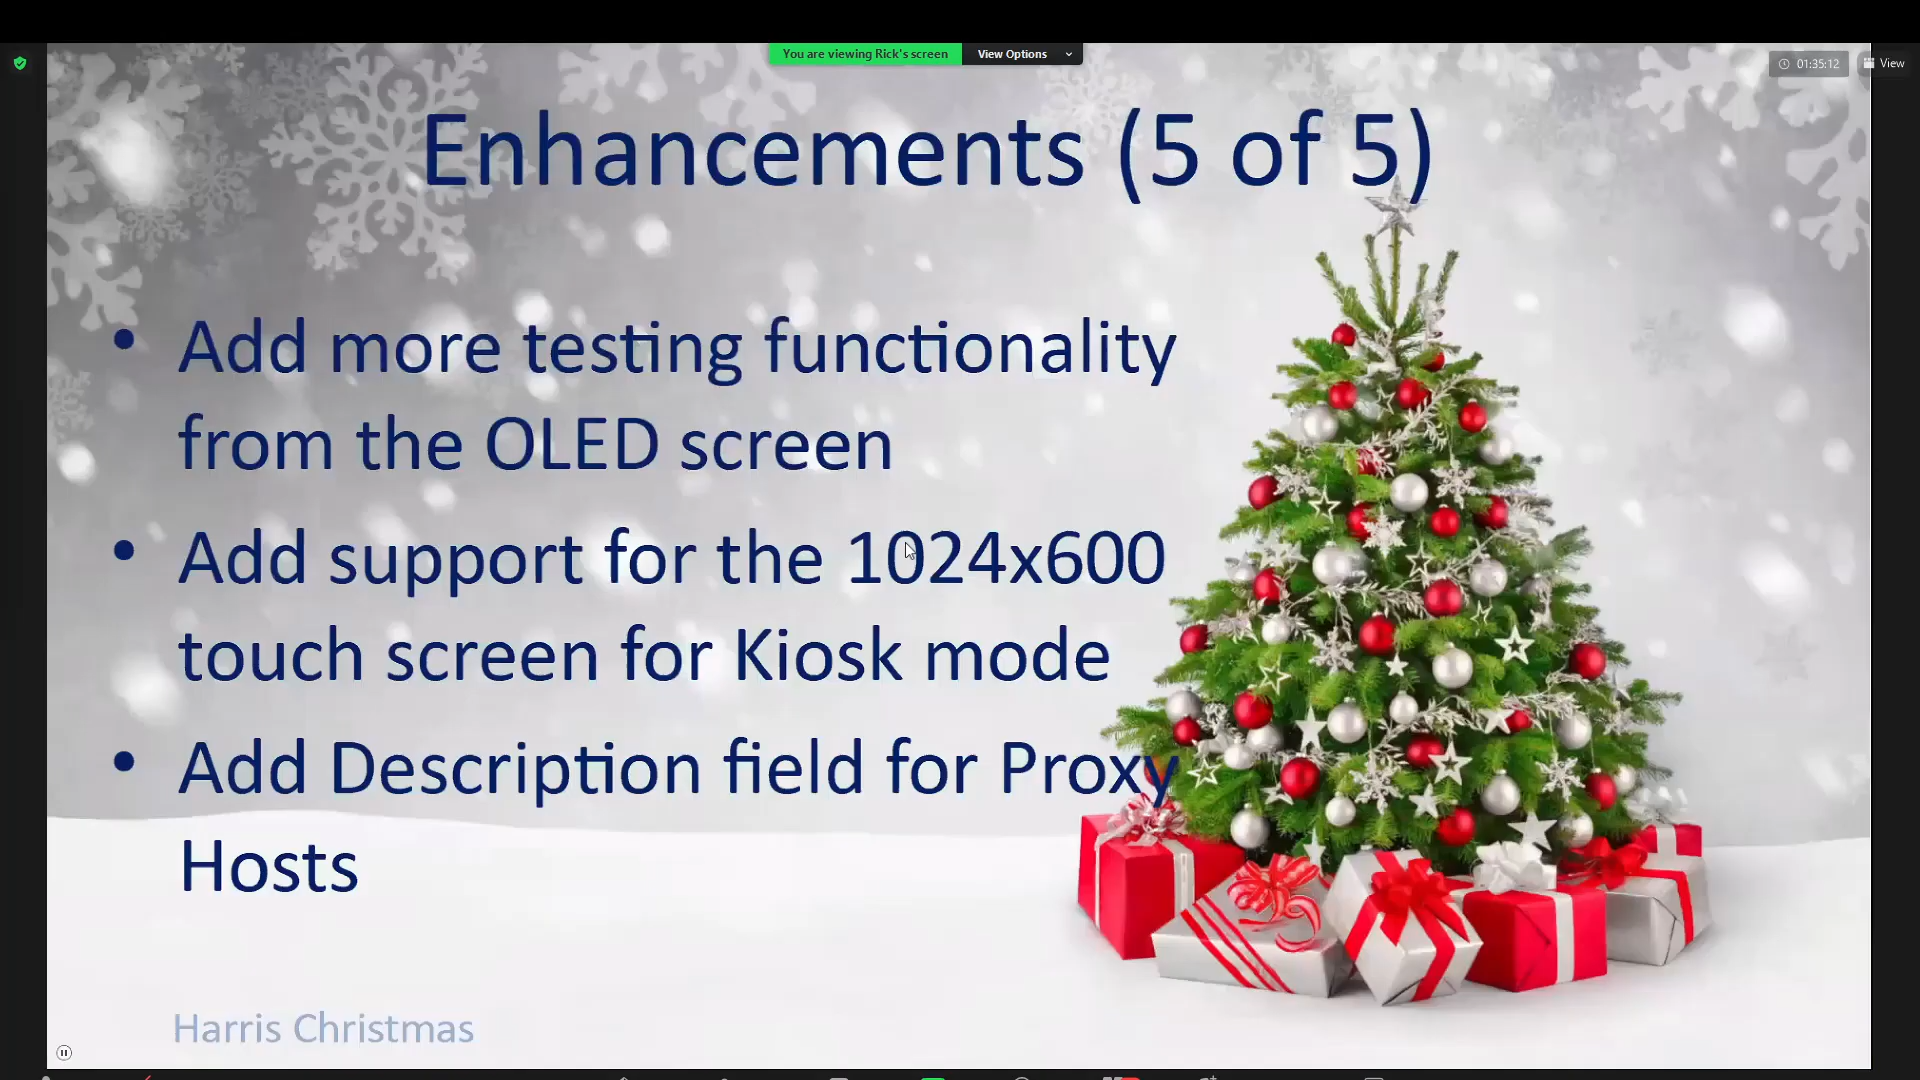 You are viewing Rick's screen
View Options
01:35:12
View
Enhancements (5 of 5)
• Add more testing functionality
from the OLED screen
• Add support for the 1024x600
touch screen for Kiosk mode
• Add Description field for Proxy
Hosts
Harris Christmas